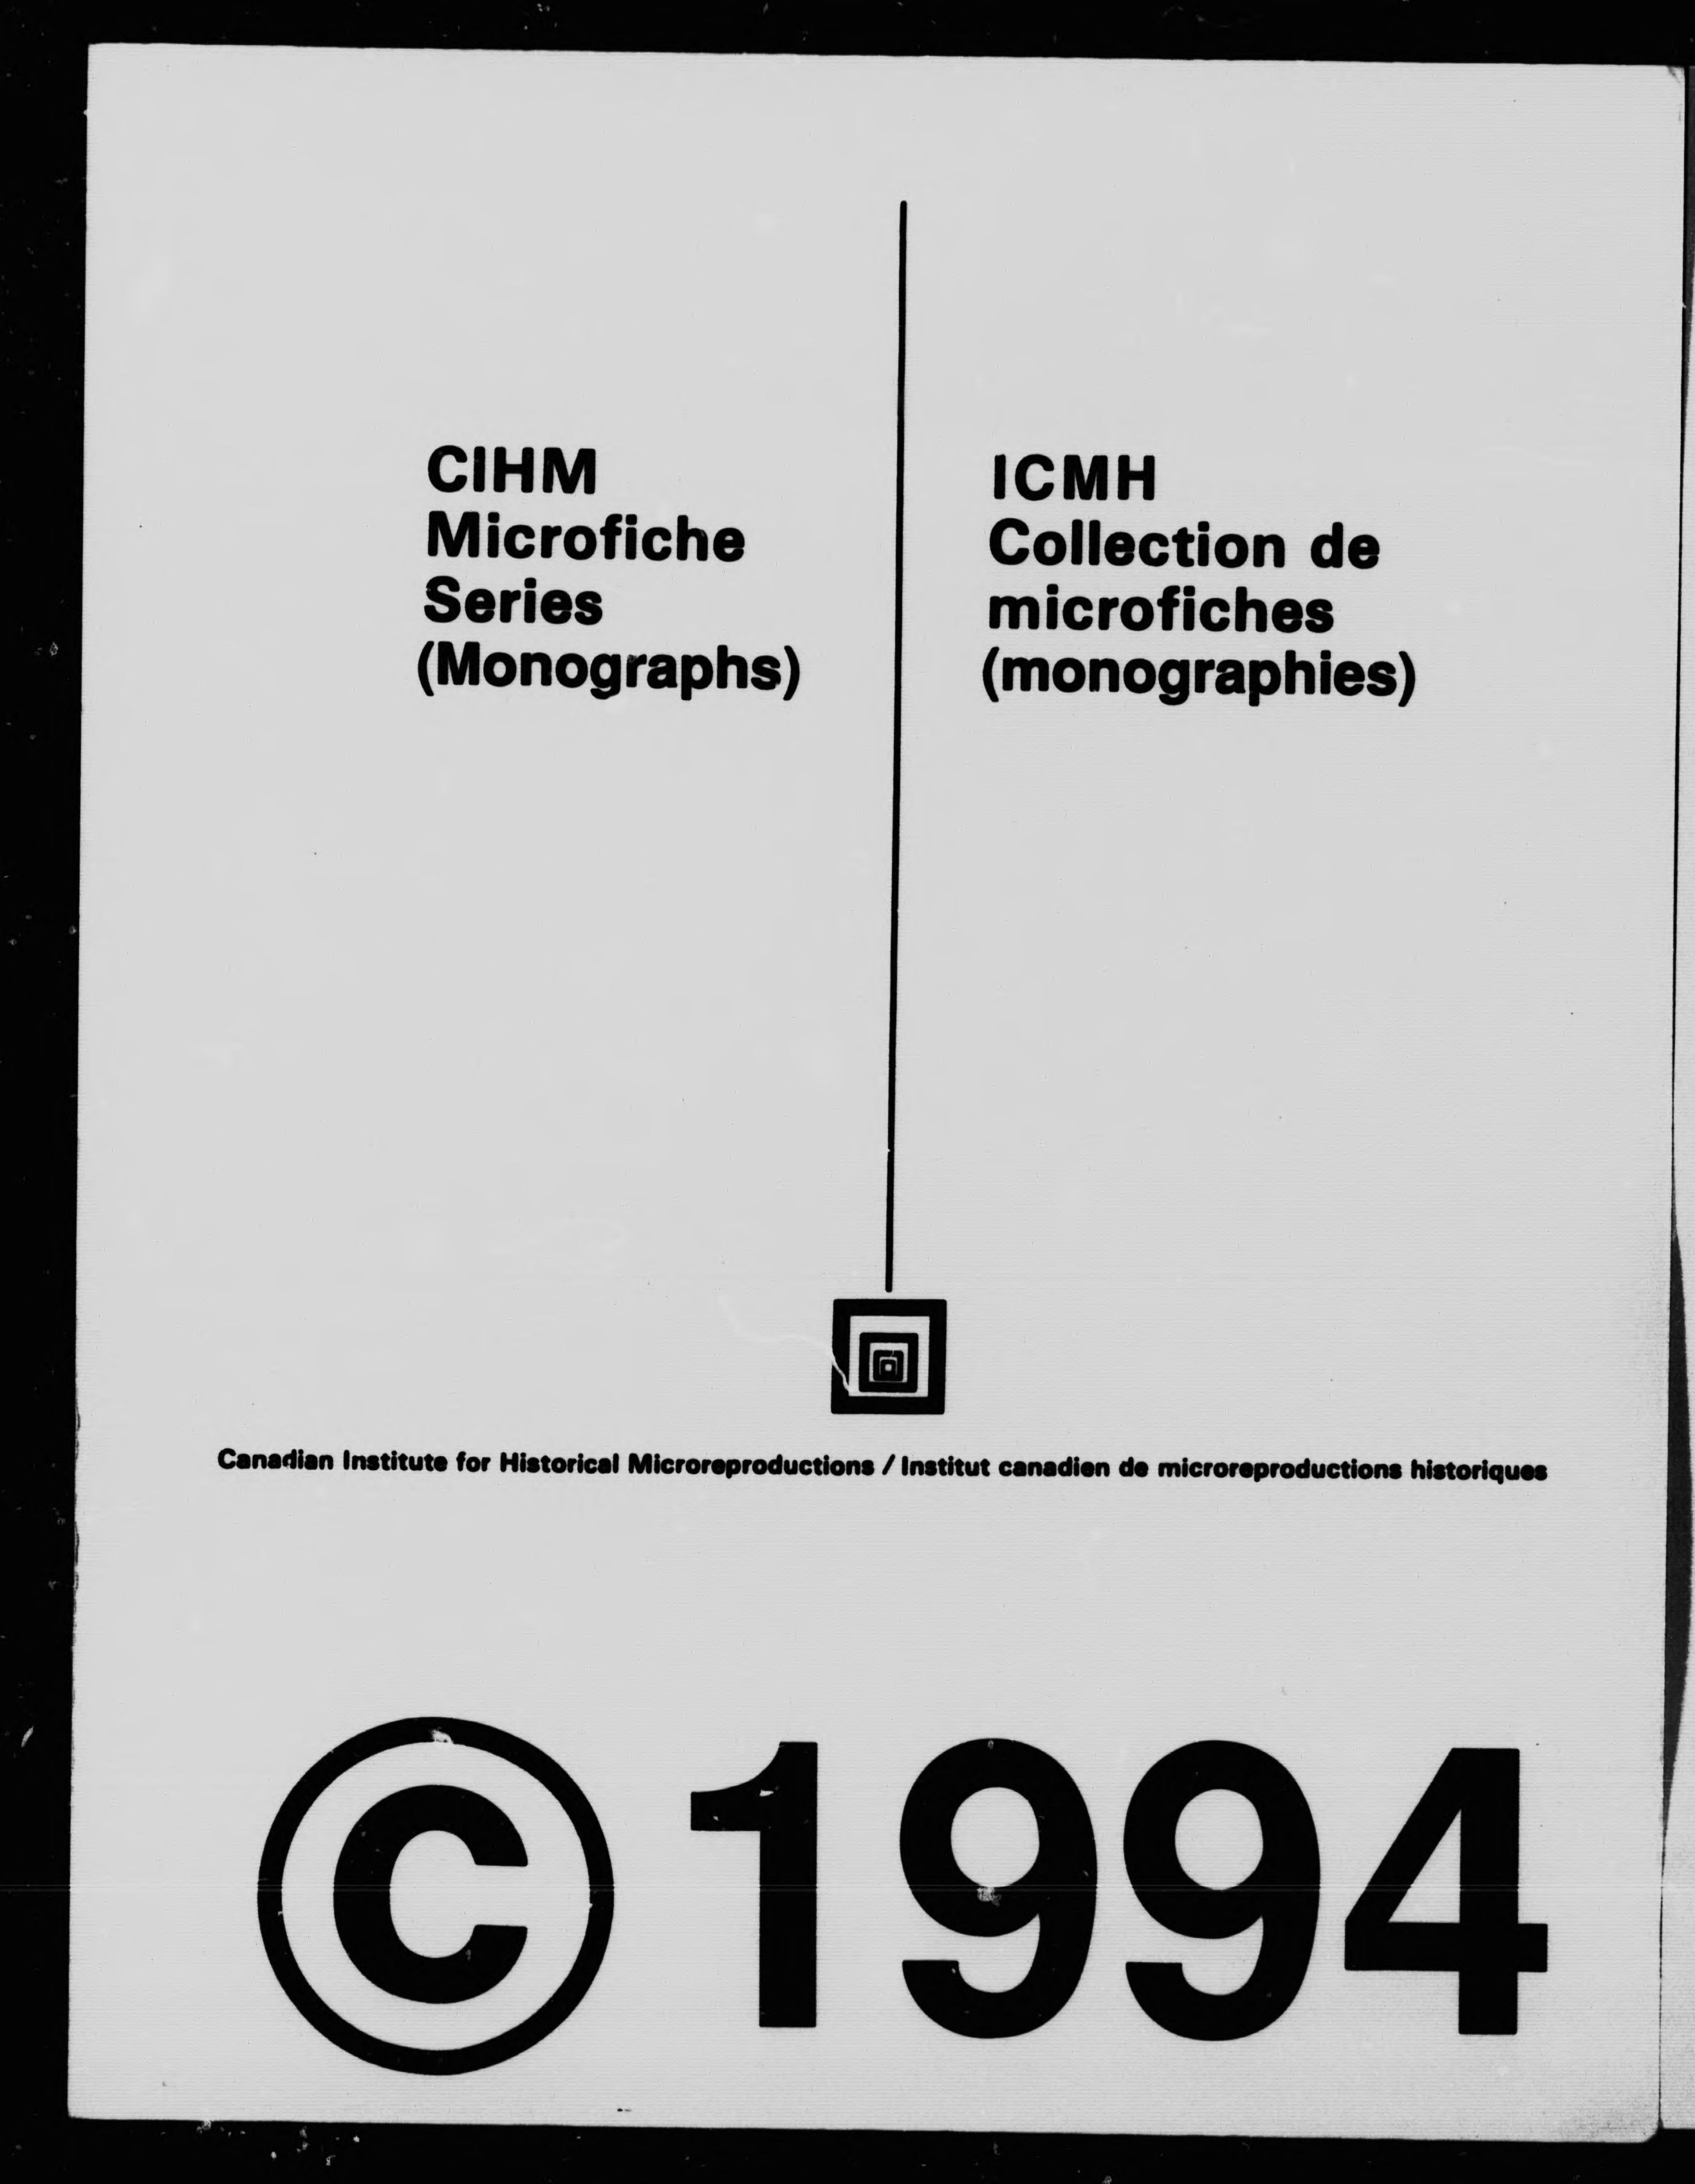 CIHM
Microfiche
Series
(Monographs)
ICMH
Collection de
microfiches
(monographies)
Canadian Institute for Historical Microreproductions / Institut canadien de microreproductions historiques
© 1994